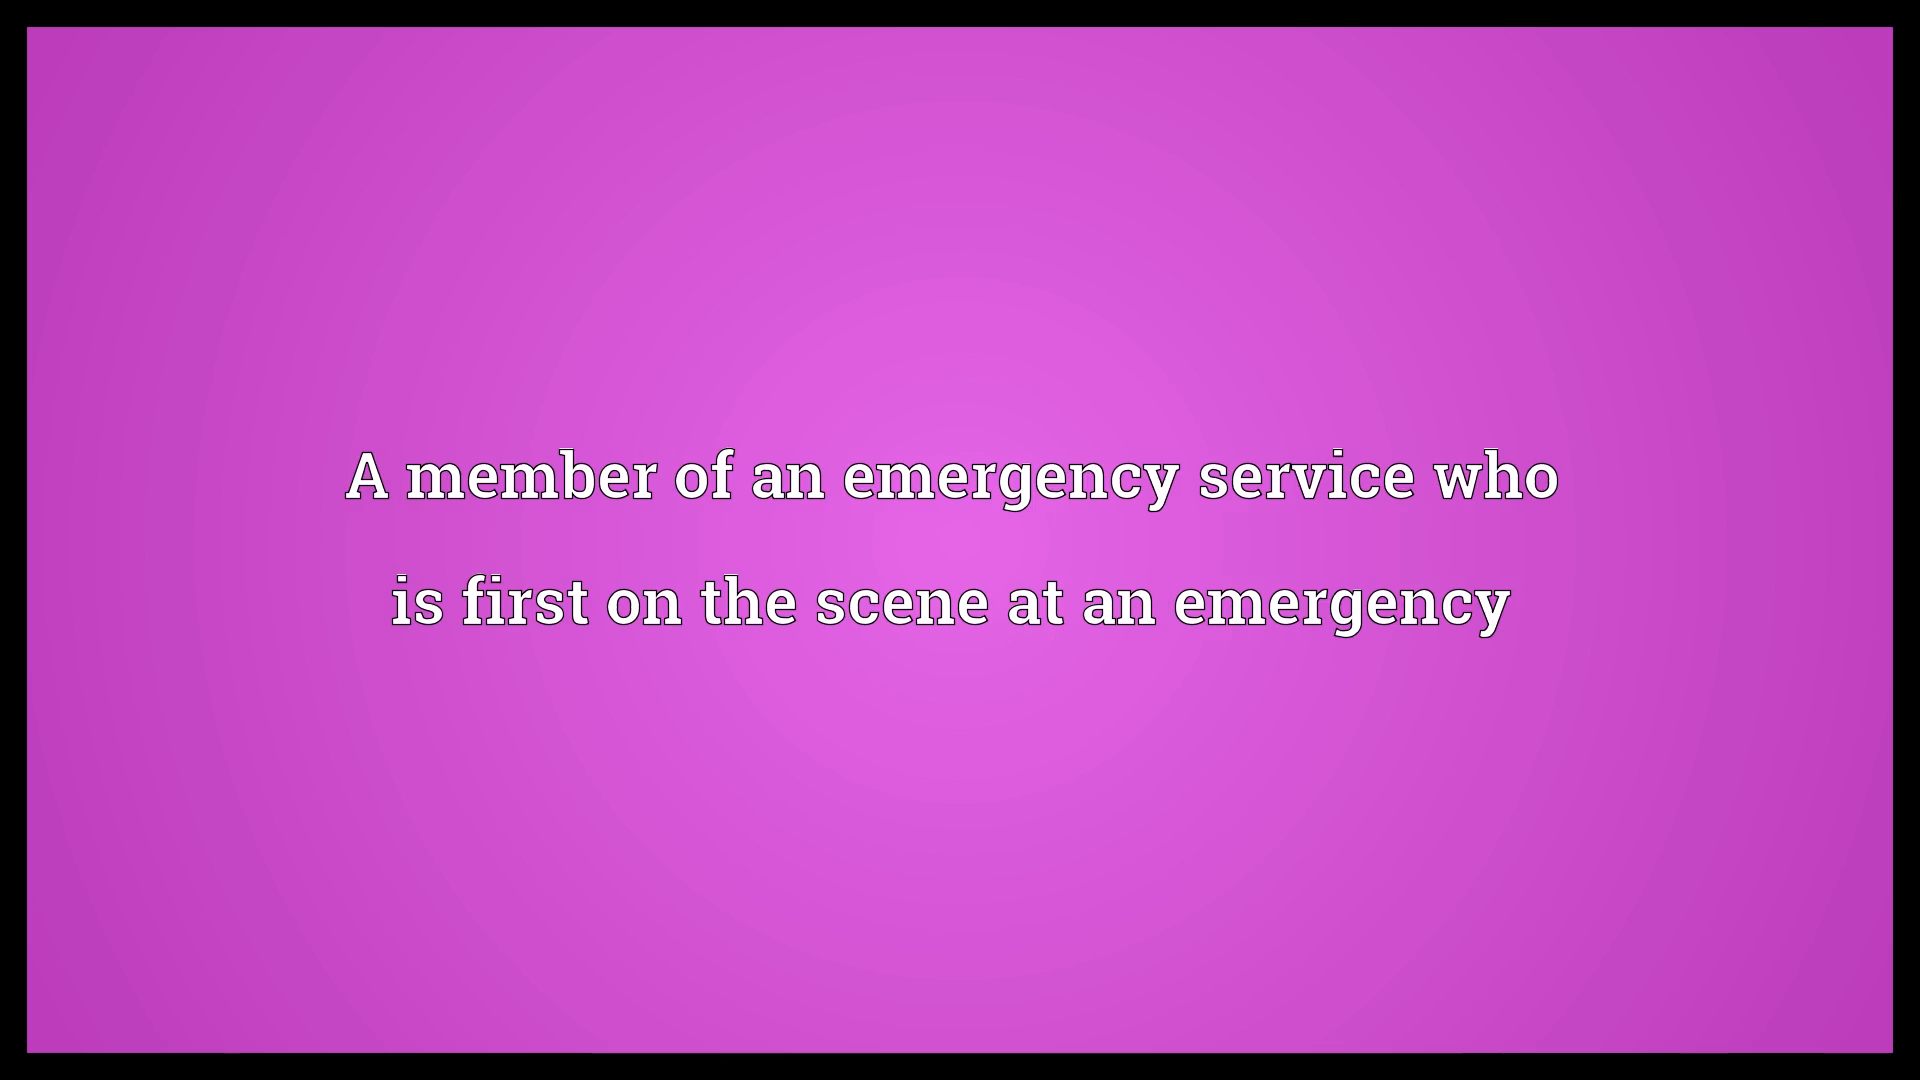 A member of an emergency service who
is first on the scene at an emergency